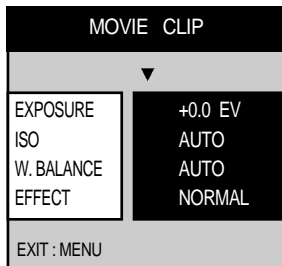 MOVIE CLIP
▼
EXPOSURE +0.0 EV
ISO AUTO
W. BALANCE AUTO
EFFECT NORMAL
EXIT : MENU